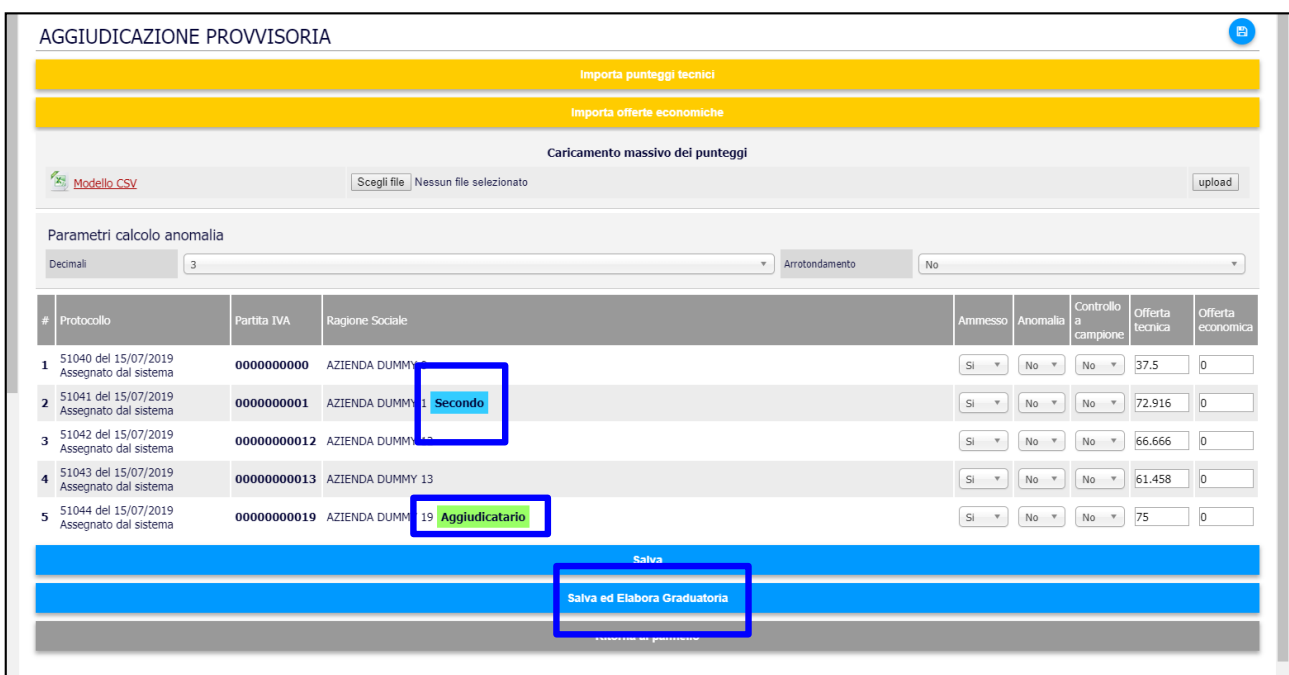 AGGIUDICAZIONE PROVVISORIA
Importa punteggi tecnici
Importa offerte economiche
Caricamento massivo dei punteggi
Modello CSV Scegli file Nessun file selezionato upload
Parametri calcolo anomalia
Decimali 3 Arrotondamento No
# Protocollo Partita IVA Ragione Sociale Ammesso Anomalia Controllo a campione Offerta tecnica Offerta economica
1 51040 del 15/07/2019 Assegnato dal sistema 0000000000 AZIENDA DUMMY Si No No 37.5 0
2 51041 del 15/07/2019 Assegnato dal sistema 0000000001 AZIENDA DUMMY 1 Secondo Si No No 72.916 0
3 51042 del 15/07/2019 Assegnato dal sistema 00000000012 AZIENDA DUMMY 12 Si No No 66.666 0
4 51043 del 15/07/2019 Assegnato dal sistema 00000000013 AZIENDA DUMMY 13 Si No No 61.458 0
5 51044 del 15/07/2019 Assegnato dal sistema 00000000019 AZIENDA DUMMY 19 Aggiudicatario Si No No 75 0
Salva
Salva ed Elabora Graduatoria
Ritorna al pannello